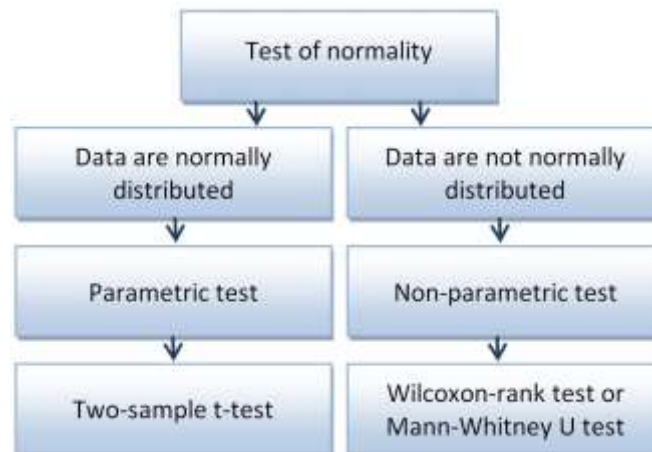 Test of normality
Data are normally
distributed
Data are not normally
distributed
Parametric test
Non-parametric test
Two-sample t-test
Wilcoxon-rank test or
Mann-Whitney U test